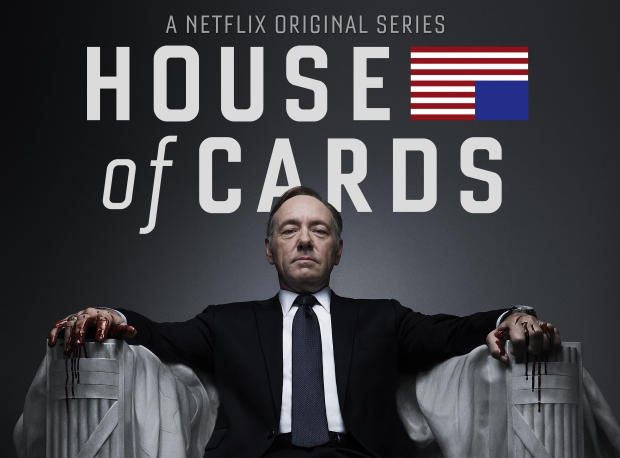 A NETFLIX ORIGINAL SERIES
HOUSE
of CARDS